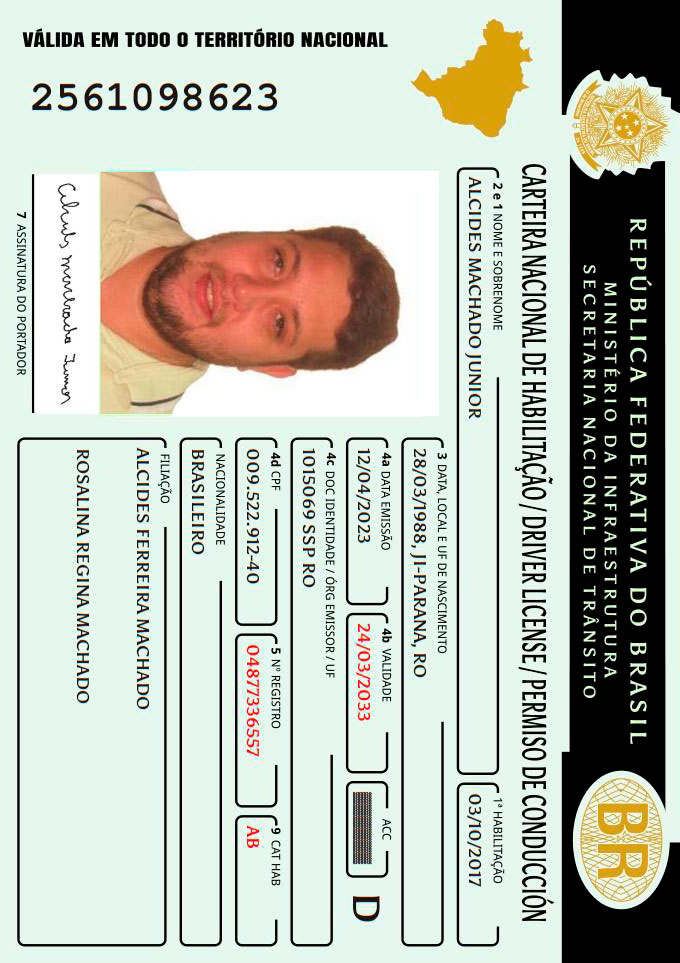 REPÚBLICA FEDERATIVA DO BRASIL
MINISTÉRIO DA INFRAESTRUTURA
SECRETARIA NACIONAL DE TRÂNSITO
BR
CARTEIRA NACIONAL DE HABILITAÇÃO / DRIVER LICENSE / PERMISO DE CONDUCCIÓN
2 e 1 NOME E SOBRENOME
ALCIDES MACHADO JUNIOR
1ª HABILITAÇÃO
03/10/2017
3 DATA, LOCAL E UF DE NASCIMENTO
28/03/1988, JI-PARANA, RO
4a DATA EMISSÃO
12/04/2023
4b VALIDADE
24/03/2033
ACC
D
4c DOC IDENTIDADE / ÓRG EMISSOR / UF
1015069 SSP RO
4d CPF
009.522.912-40
5 Nº REGISTRO
04877336557
9 CAT HAB
AB
NACIONALIDADE
BRASILEIRO
FILIAÇÃO
ALCIDES FERREIRA MACHADO
ROSALINA REGINA MACHADO
7 ASSINATURA DO PORTADOR
VÁLIDA EM TODO O TERRITÓRIO NACIONAL
2561098623